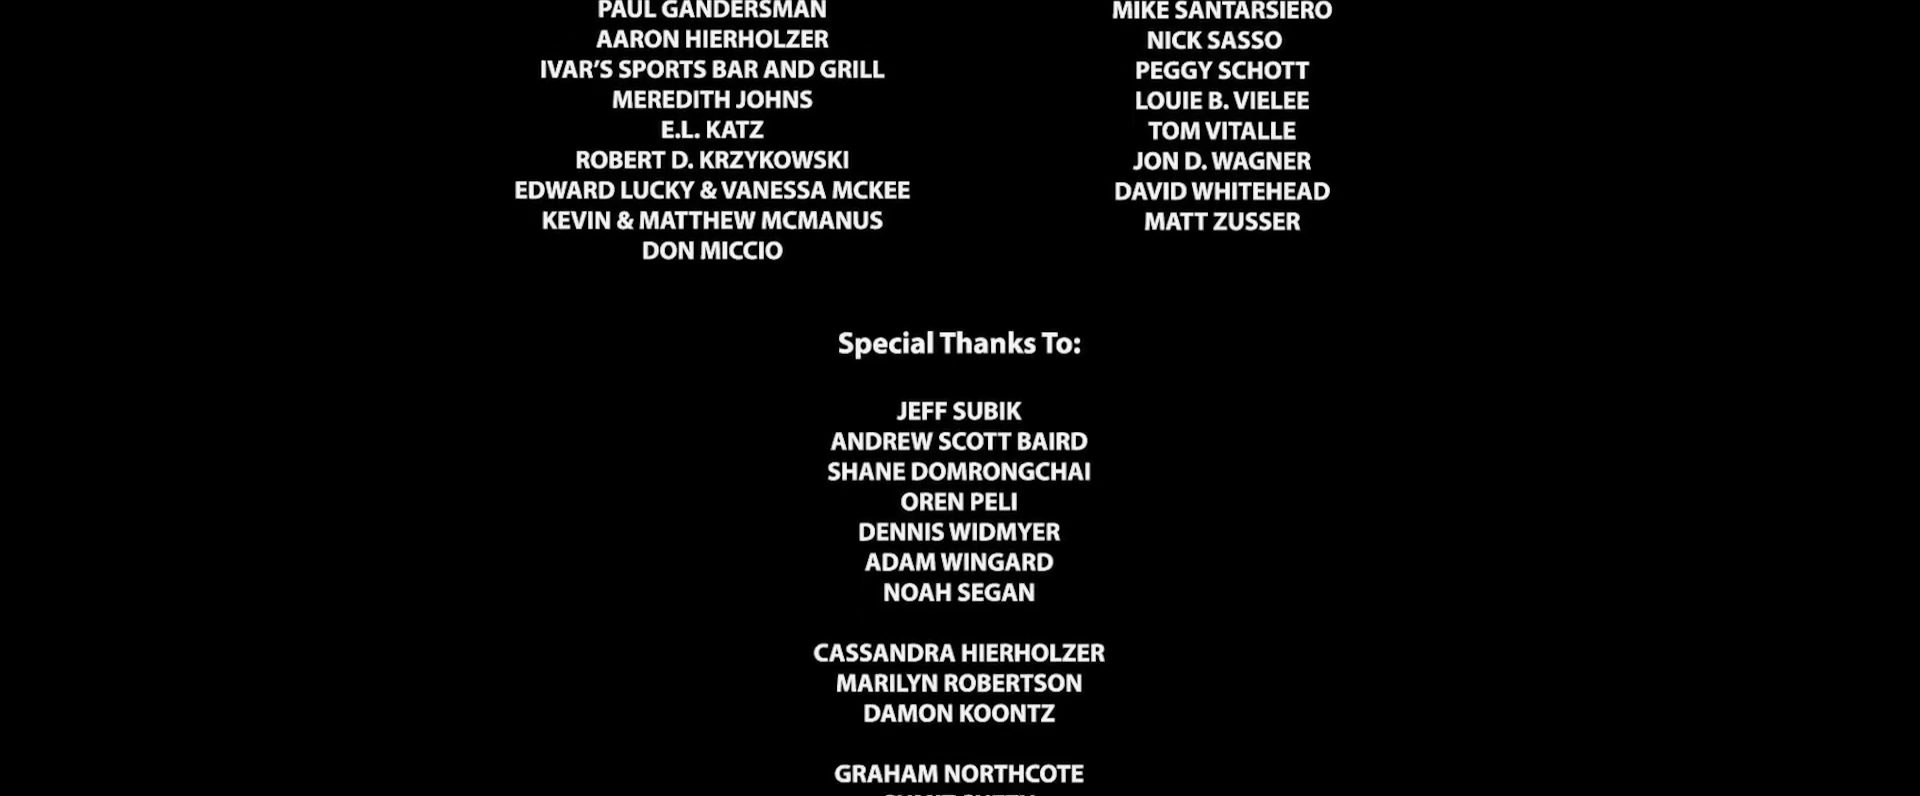 PAUL GANDERSMAN
AARON HIERHOLZER
IVAR'S SPORTS BAR AND GRILL
MEREDITH JOHNS
E.L. KATZ
ROBERT D. KRZYKOWSKI
EDWARD LUCKY & VANESSA MCKEE
KEVIN & MATTHEW MCMANUS
DON MICCIO
MIKE SANTARSIERO
NICK SASSO
PEGGY SCHOTT
LOUIE B. VIELEE
TOM VITALLE
JON D. WAGNER
DAVID WHITEHEAD
MATT ZUSSER
Special Thanks To:
JEFF SUBIK
ANDREW SCOTT BAIRD
SHANE DOMRONGCHAI
OREN PELI
DENNIS WIDMYER
ADAM WINGARD
NOAH SEGAN
CASSANDRA HIERHOLZER
MARILYN ROBERTSON
DAMON KOONTZ
GRAHAM NORTHCOTE